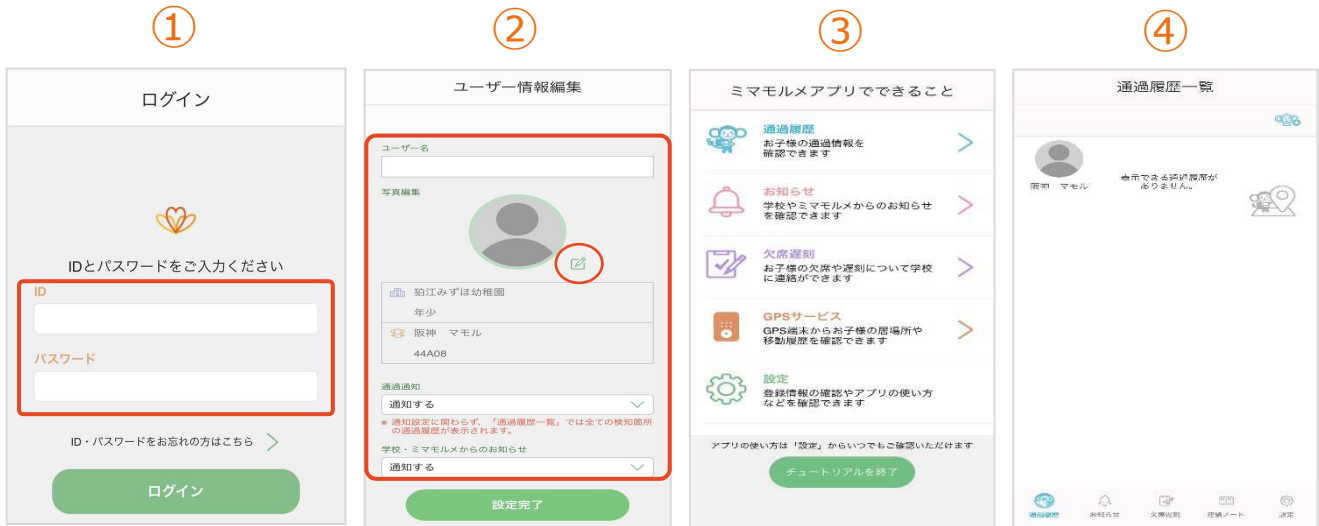 ①
②
③
④
ログイン
IDとパスワードをご入力ください
ID
パスワード
ID・パスワードをお忘れの方はこちら
ログイン
ユーザー情報編集
ユーザー名
写真編集
狛江みずほ幼稚園
年少
阪神 マモル
44A08
通過通知
通知する
※ 通知設定に関わらず、「通過履歴一覧」では全ての検知箇所
の通過履歴が表示されます。
学校・ミマモルメからのお知らせ
通知する
設定完了
ミマモルメアプリでできること
通過履歴
お子様の通過情報を
確認できます
お知らせ
学校やミマモルメからのお知らせ
を確認できます
欠席遅刻
お子様の欠席や遅刻について学校
に連絡ができます
GPSサービス
GPS端末からお子様の居場所や
移動履歴を確認できます
設定
登録情報の確認やアプリの使い方
などを確認できます
アプリの使い方は「設定」からいつでもご確認いただけます
チュートリアルを終了
通過履歴一覧
阪神 マモル
表示できる通過履歴が
ありません。
通過履歴
お知らせ
欠席遅刻
連絡ノート
設定